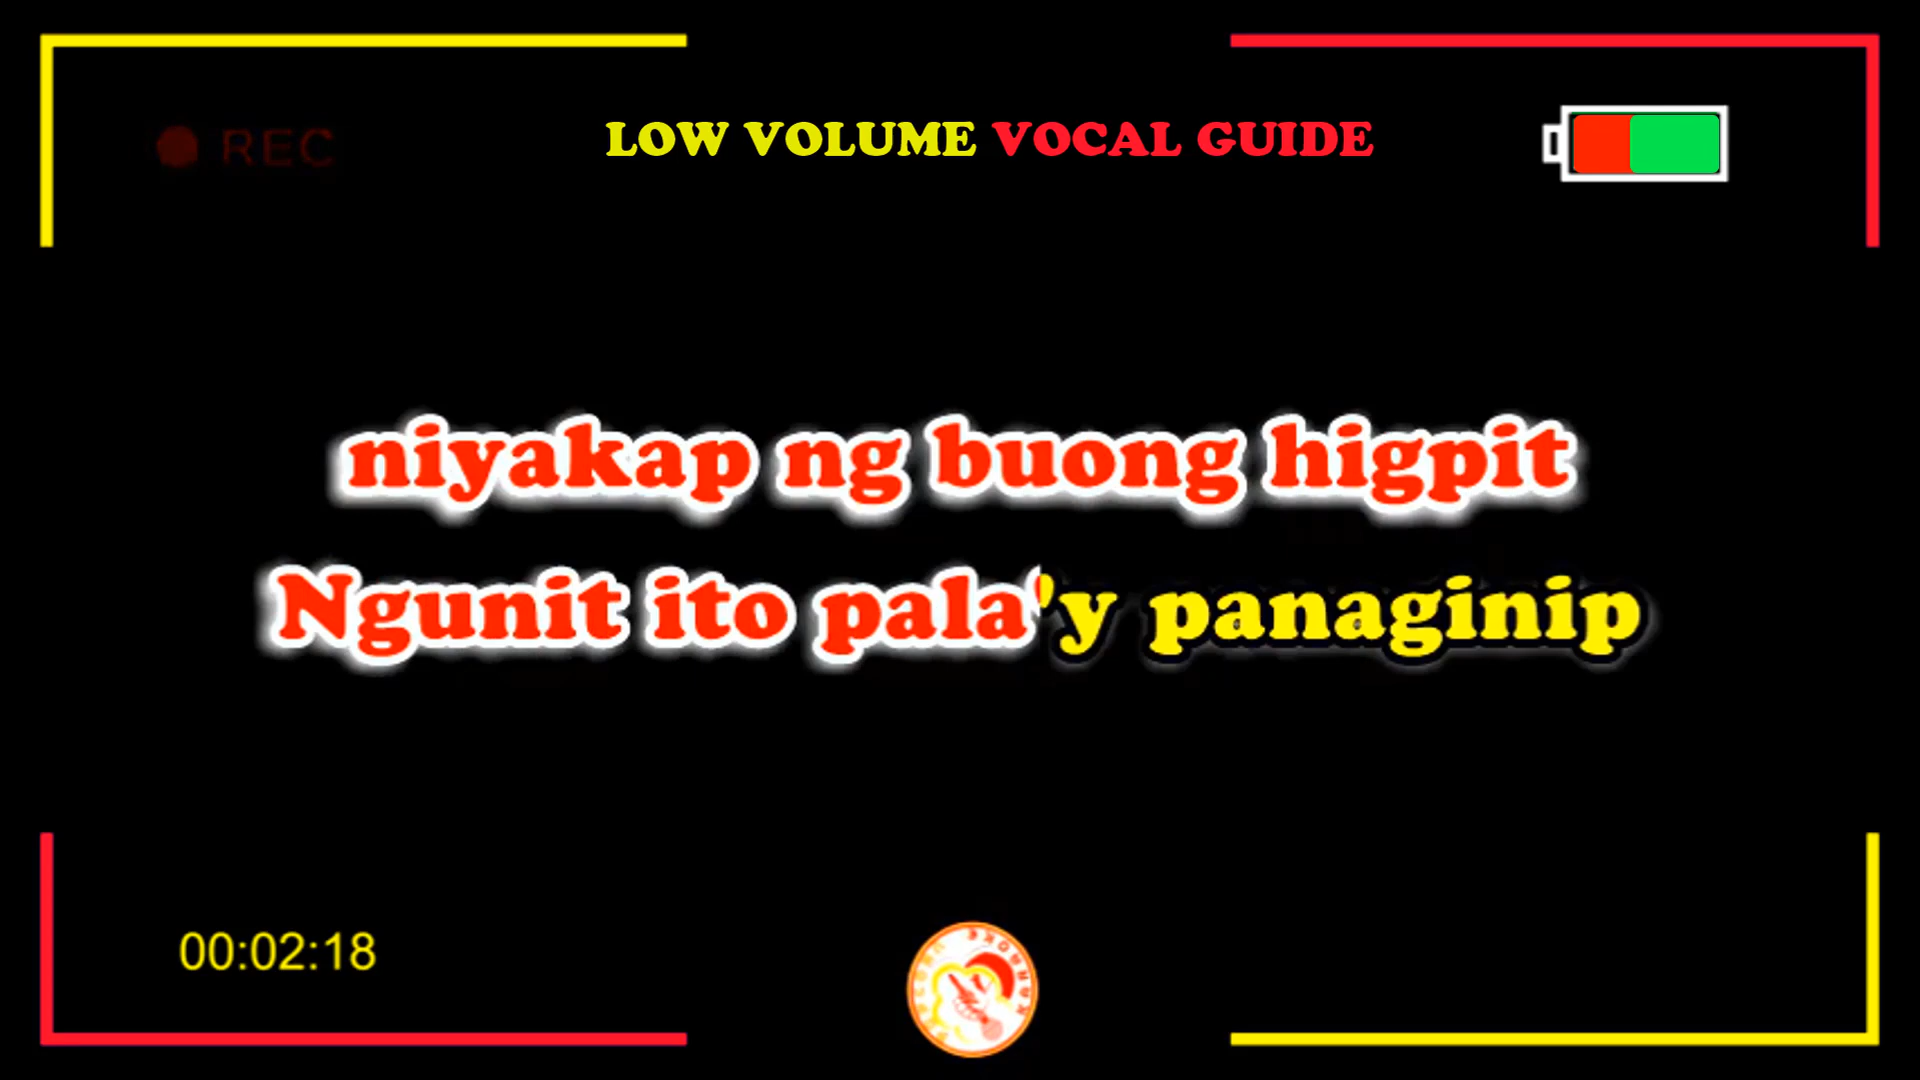 REC
LOW VOLUME VOCAL GUIDE
niyakap ng buong higpit
Ngunit ito pala'y panaginip
00:02:18